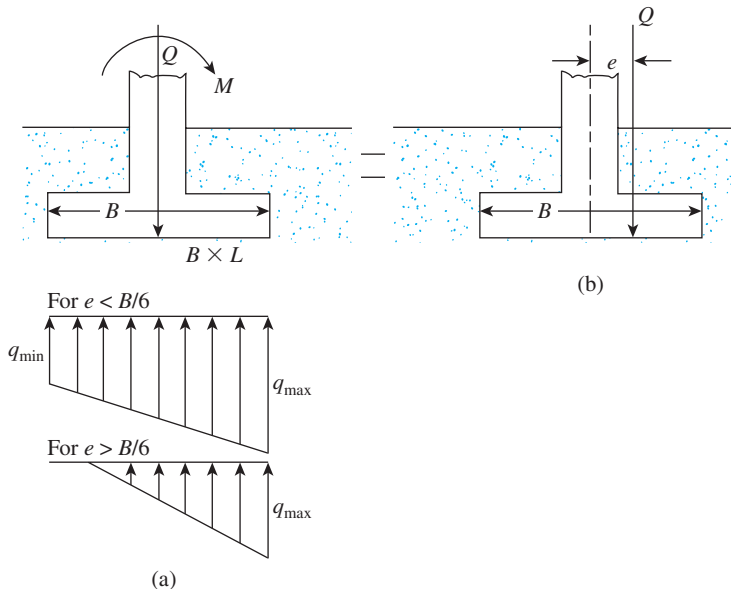 Q
M
B
B × L
Q
e
B
(b)
For e < B/6
q_min
q_max
For e > B/6
q_max
(a)